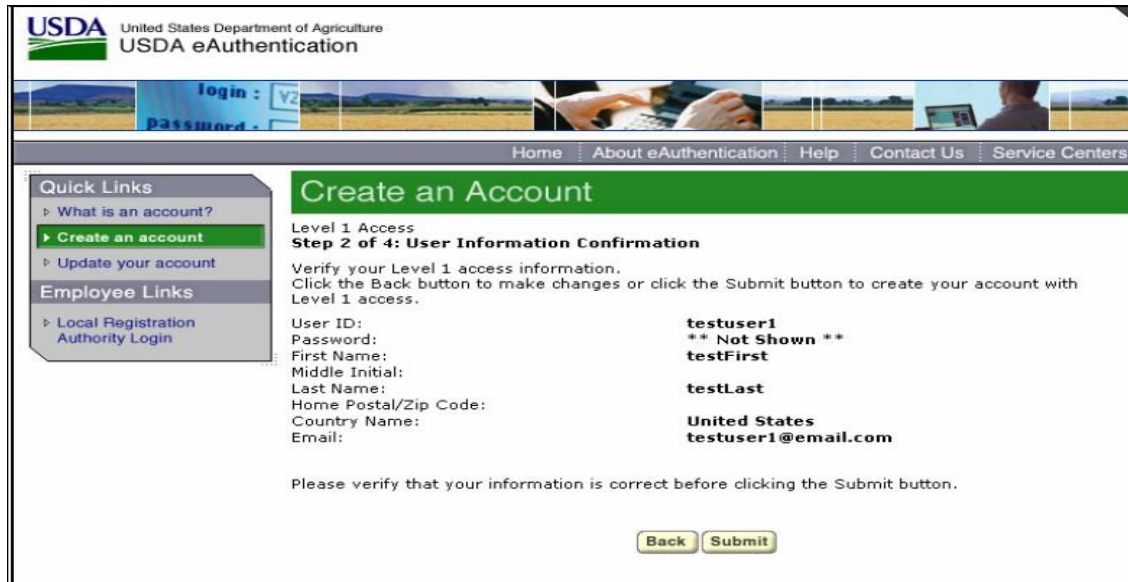 USDA United States Department of Agriculture
USDA eAuthentication
login : YZ
password :
Home About eAuthentication Help Contact Us Service Centers
Quick Links
What is an account?
Create an account
Update your account
Employee Links
Local Registration
Authority Login
Create an Account
Level 1 Access
Step 2 of 4: User Information Confirmation
Verify your Level 1 access information.
Click the Back button to make changes or click the Submit button to create your account with
Level 1 access.
User ID: testuser1
Password: ** Not Shown **
First Name: testFirst
Middle Initial:
Last Name: testLast
Home Postal/Zip Code:
Country Name: United States
Email: testuser1@email.com
Please verify that your information is correct before clicking the Submit button.
Back Submit